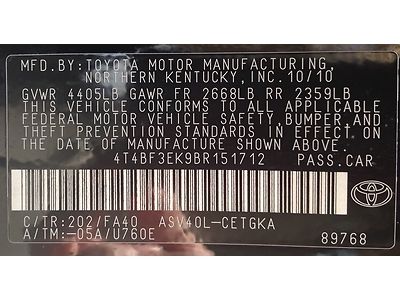 MFD.BY:TOYOTA MOTOR MANUFACTURING,
NORTHERN KENTUCKY,INC.10/10
GVWR 4405LB GAWR FR 2668LB RR 2359LB
THIS VEHICLE CONFORMS TO ALL APPLICABLE
FEDERAL MOTOR VEHICLE SAFETY,BUMPER,AND
THEFT PREVENTION STANDARDS IN EFFECT ON
THE DATE OF MANUFACTURE SHOWN ABOVE.
4T4BF3EK9BR151712 PASS.CAR
C/TR:202/FA40 ASV40L-CETGKA
A/TM:-05A/U760E 89768